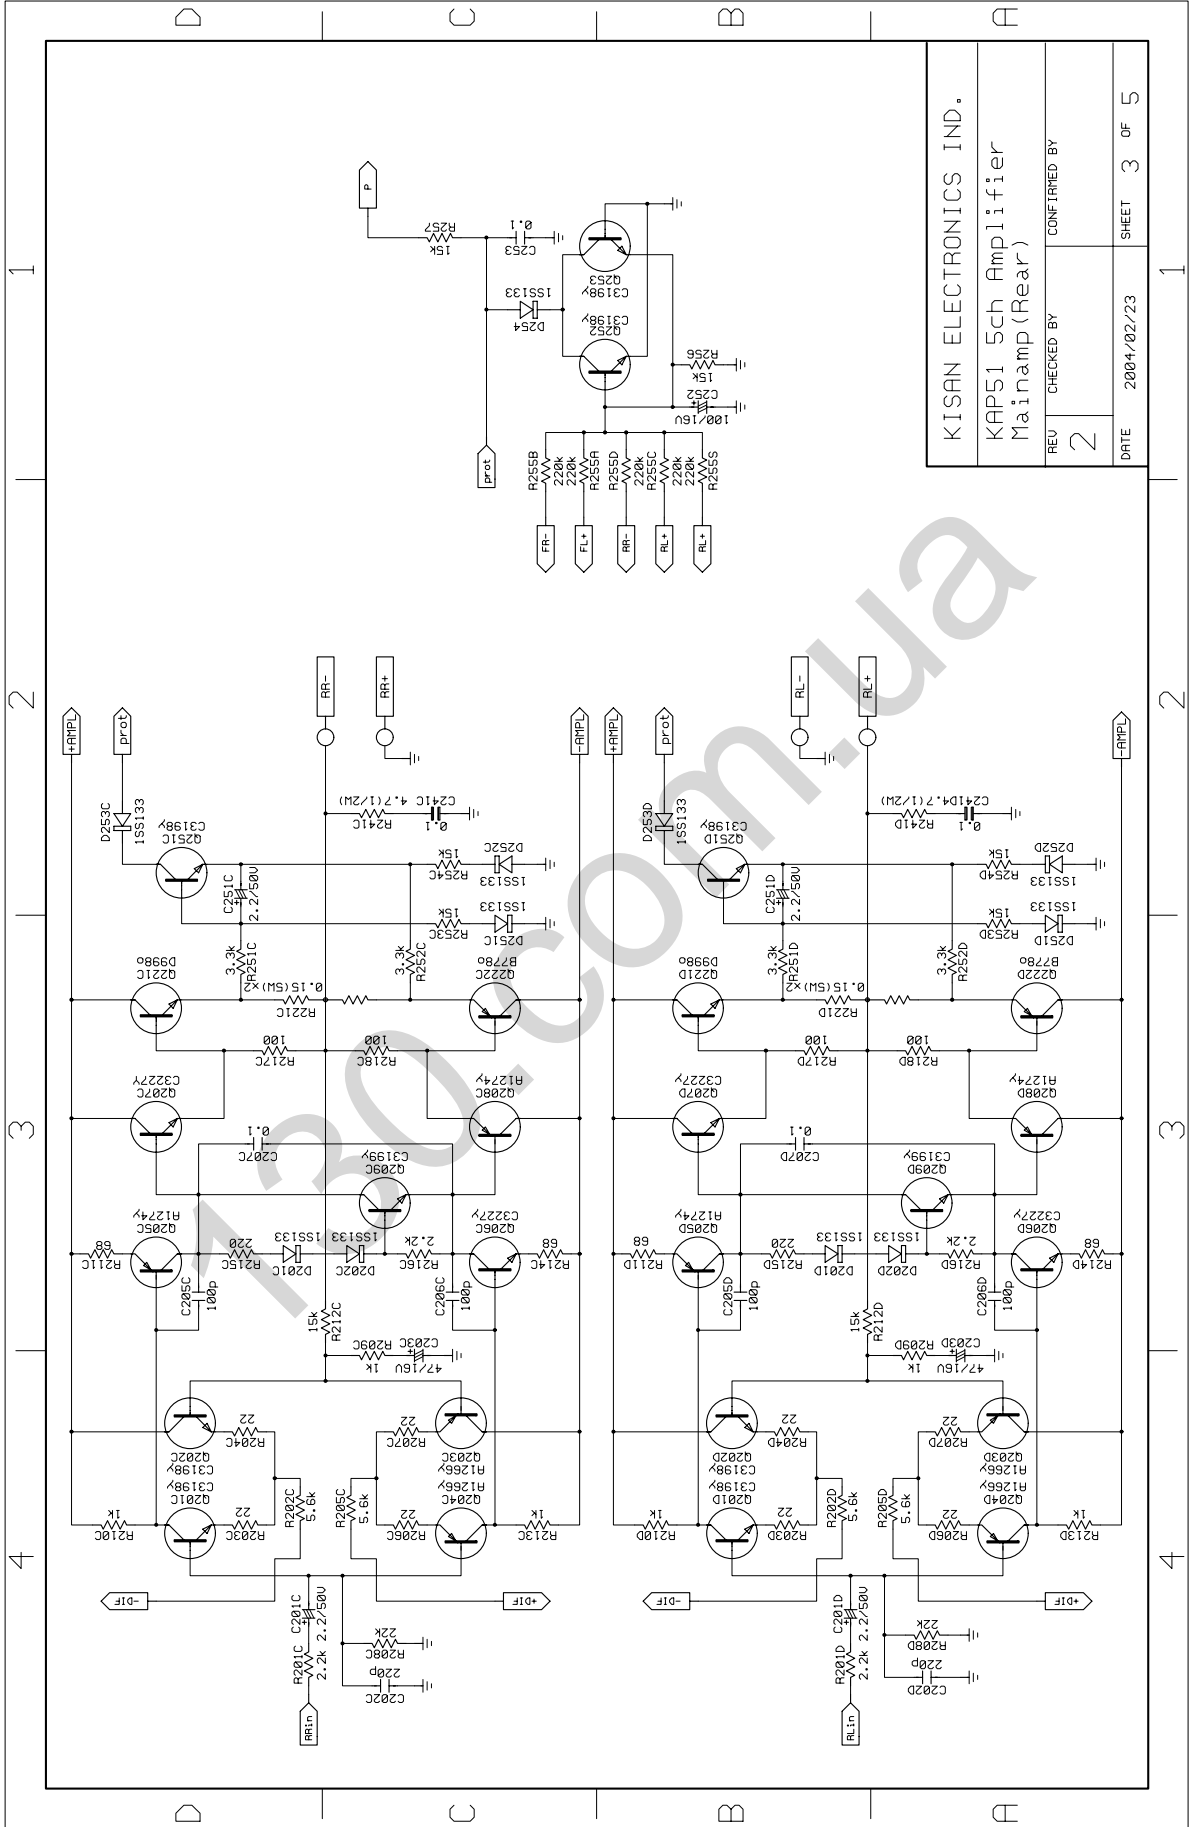 D
C
B
A
1
2
3
4
KISAN ELECTRONICS IND.
KAP51 5ch Amplifier
Mainamp(Rear)
REV
2
CHECKED BY
CONFIRMED BY
DATE
2004/02/23
SHEET 3 OF 5
P
R257
15k
0.1
C253
1SS133
D254
Q253
C3198y
Q252
C3198y
R256
15k
C252
100/16V
prot
R255B
220k
220k
R255A
R255D
220k
R255C
220k
220k
R255S
FR-
FL+
RR-
RL+
RL+
+AMPL
prot
RR-
RR+
-AMPL
D253C
1SS133
Q251C
C3198y
C251C
2.2/50V
R241C
4.7(1/2W)
C241C
0.1
R254C
15k
D252C
1SS133
R253C
15k
D251C
1SS133
3.3k
R251C
3.3k
R252C
Q221C
D998o
R221C
0.15(5W)x2
Q222C
B778o
R217C
100
R218C
100
Q207C
C3227Y
Q208C
A1274y
C207C
0.1
Q209C
C3199y
Q205C
A1274y
R211C
68
R215C
220
D201C
1SS133
D202C
1SS133
R216C
2.2k
Q206C
C3227y
R214C
68
C205C
100p
C206C
100p
15k
R212C
R209C
1k
C203C
47/16V
Q202C
C3198y
Q201C
C3198y
R204C
22
R203C
22
R207C
22
R206C
22
Q203C
A1266y
Q204C
A1266y
R210C
1k
R213C
1k
R202C
5.6k
R205C
5.6k
-DIF
+DIF
C201C
2.2/50V
R201C
2.2k
R208C
22k
C202C
220p
RRin
+AMPL
prot
RL-
RL+
-AMPL
D253D
1SS133
Q251D
C3198y
C251D
2.2/50V
R241D
4.7(1/2W)
C241D
0.1
R254D
15k
D252D
1SS133
R253D
15k
D251D
1SS133
3.3k
R251D
3.3k
R252D
Q221D
D998o
R221D
0.15(5W)x2
Q222D
B778o
R217D
100
R218D
100
Q207D
C3227y
Q208D
A1274y
C207D
0.1
Q209D
C3199y
Q205D
A1274y
R211D
68
R215D
220
D201D
1SS133
D202D
1SS133
R216D
2.2k
Q206D
C3227y
R214D
68
C205D
100p
C206D
100p
15k
R212D
R209D
1k
C203D
47/16V
Q202D
C3198y
Q201D
C3198y
R204D
22
R203D
22
R207D
22
R206D
22
Q203D
A1266y
Q204D
A1266y
R210D
1k
R213D
1k
R202D
5.6k
R205D
5.6k
-DIF
+DIF
C201D
2.2/50V
R201D
2.2k
R208D
22k
C202D
220p
RLin
130.com.ua
D
C
B
A
1
2
3
4